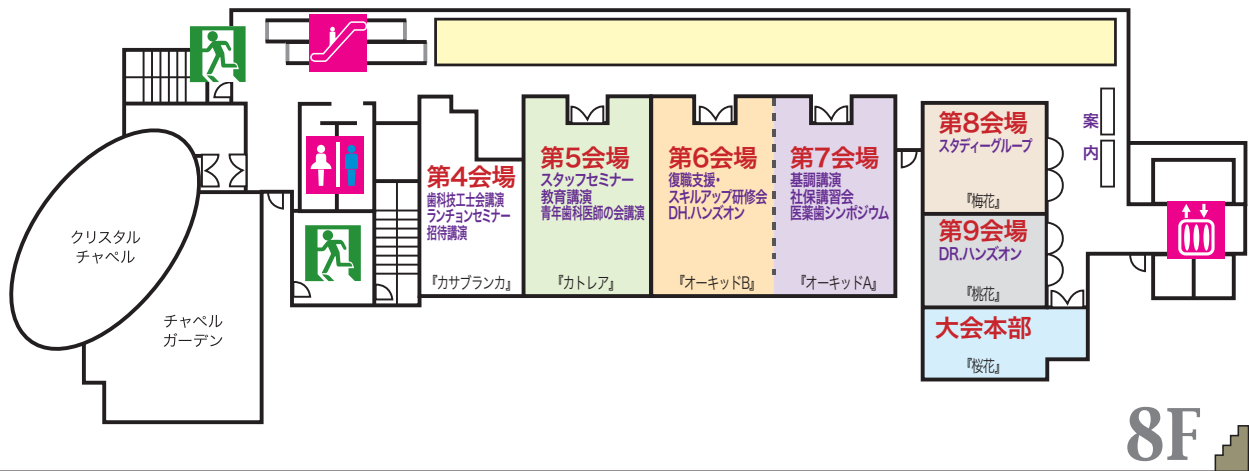 クリスタル
チャペル
チャペル
ガーデン
第4会場
歯科技工士会講演
ランチョンセミナー
招待講演
『カサブランカ』
第5会場
スタッフセミナー
教育講演
青年歯科医師の会講演
『カトレア』
第6会場
復職支援・
スキルアップ研修会
DH.ハンズオン
『オーキッドB』
第7会場
基調講演
社保講習会
医薬歯シンポジウム
『オーキッドA』
第8会場
スタディーグループ
『梅花』
第9会場
DR.ハンズオン
『桃花』
大会本部
『桜花』
案
内
8F